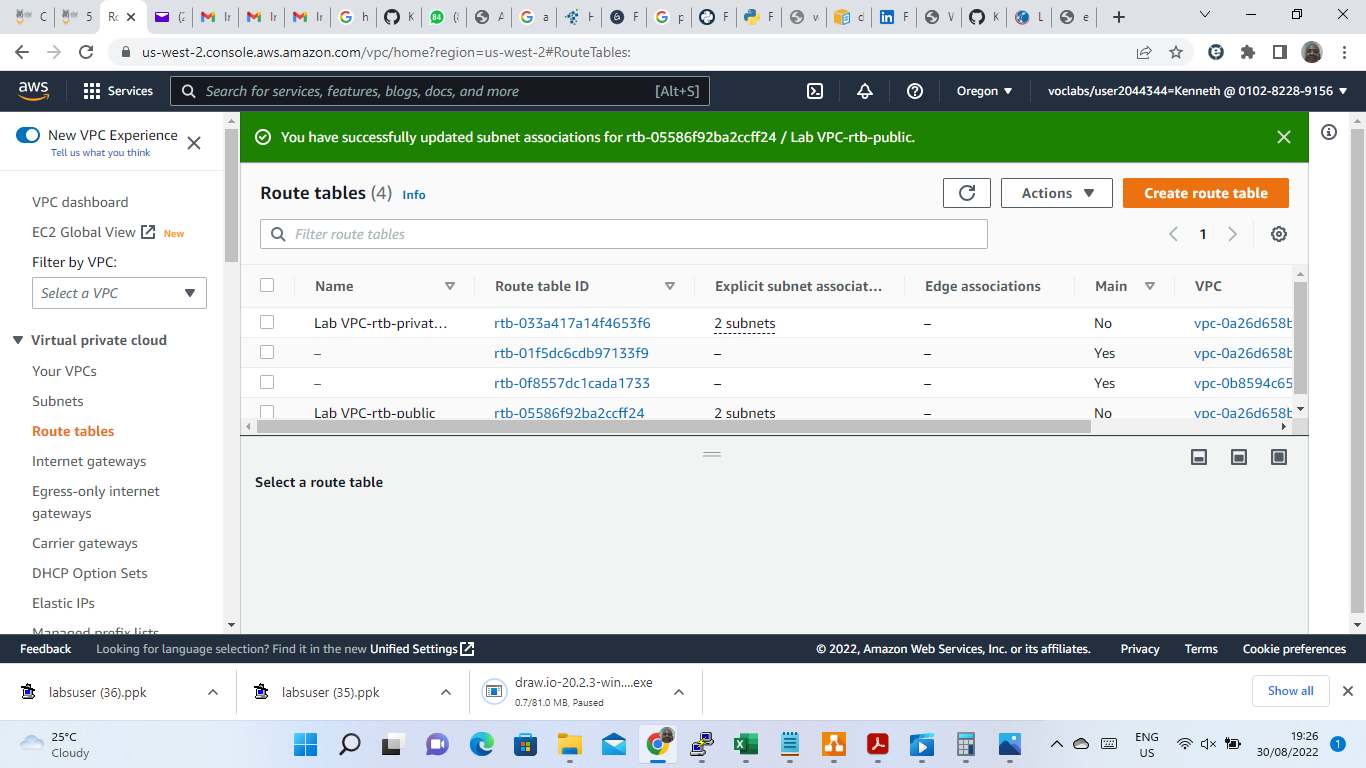 C
5
Ro
(2
Ir
Ir
Ir
h
K
(8
A
a
H
F
p
F
F
v
d
F
V
K
L
e
us-west-2.console.aws.amazon.com/vpc/home?region=us-west-2#RouteTables:
aws
Services
Search for services, features, blogs, docs, and more
[Alt+S]
Oregon
voclabs/user2044344=Kenneth @ 0102-8228-9156
New VPC Experience
Tell us what you think
You have successfully updated subnet associations for rtb-05586f92ba2ccff24 / Lab VPC-rtb-public.
VPC dashboard
EC2 Global View New
Filter by VPC:
Select a VPC
Virtual private cloud
Your VPCs
Subnets
Route tables
Internet gateways
Egress-only internet
gateways
Carrier gateways
DHCP Option Sets
Elastic IPs
Managed prefix lists
Route tables (4) Info
Actions
Create route table
Filter route tables
1
Name Route table ID Explicit subnet associat... Edge associations Main VPC
Lab VPC-rtb-privat... rtb-033a417a14f4653f6 2 subnets – No vpc-0a26d658b
– rtb-01f5dc6cdb97133f9 – – Yes vpc-0a26d658b
– rtb-0f8557dc1cada1733 – – Yes vpc-0b8594c65
Lab VPC-rtb-public rtb-05586f92ba2ccff24 2 subnets – No vpc-0a26d658b
Select a route table
Feedback
Looking for language selection? Find it in the new Unified Settings
© 2022, Amazon Web Services, Inc. or its affiliates.
Privacy
Terms
Cookie preferences
labsuser (36).ppk
labsuser (35).ppk
draw.io-20.2.3-win....exe
0.7/81.0 MB, Paused
Show all
25°C
Cloudy
ENG
US
19:26
30/08/2022
1